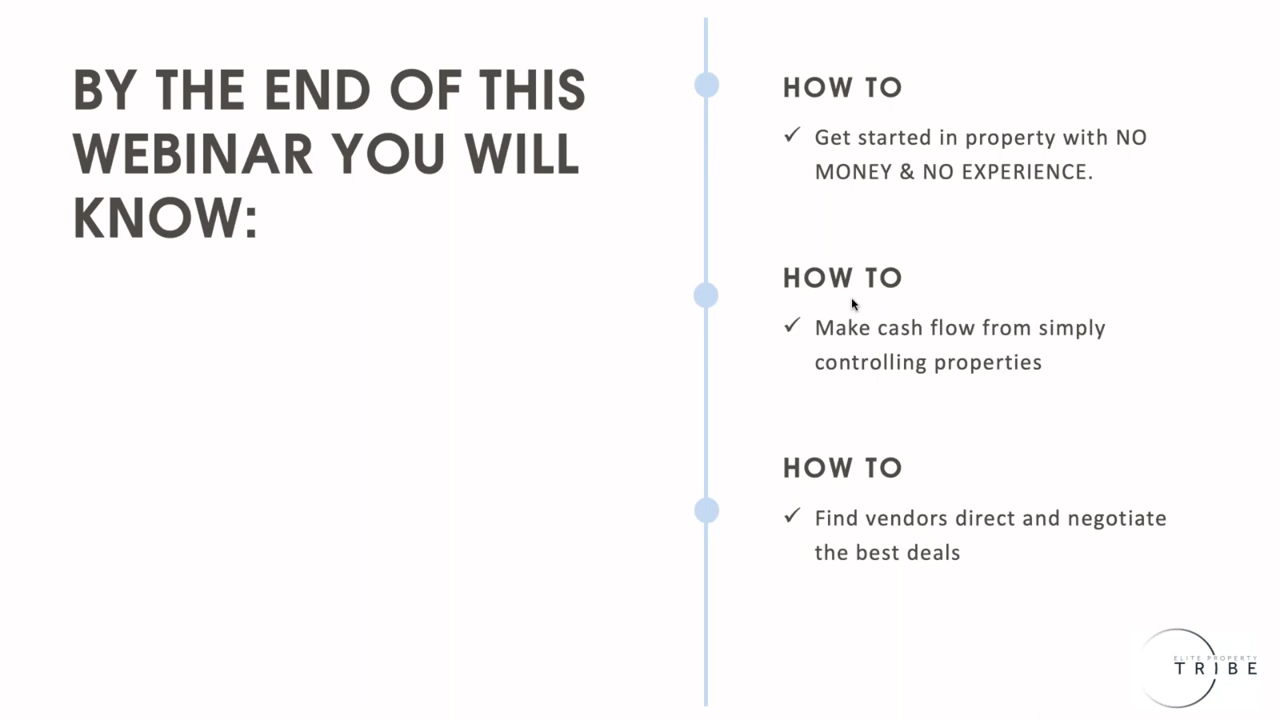 BY THE END OF THIS
WEBINAR YOU WILL
KNOW:
HOW TO
✓ Get started in property with NO
MONEY & NO EXPERIENCE.
HOW TO
✓ Make cash flow from simply
controlling properties
HOW TO
✓ Find vendors direct and negotiate
the best deals
ELITE PROPERTY
TRIBE